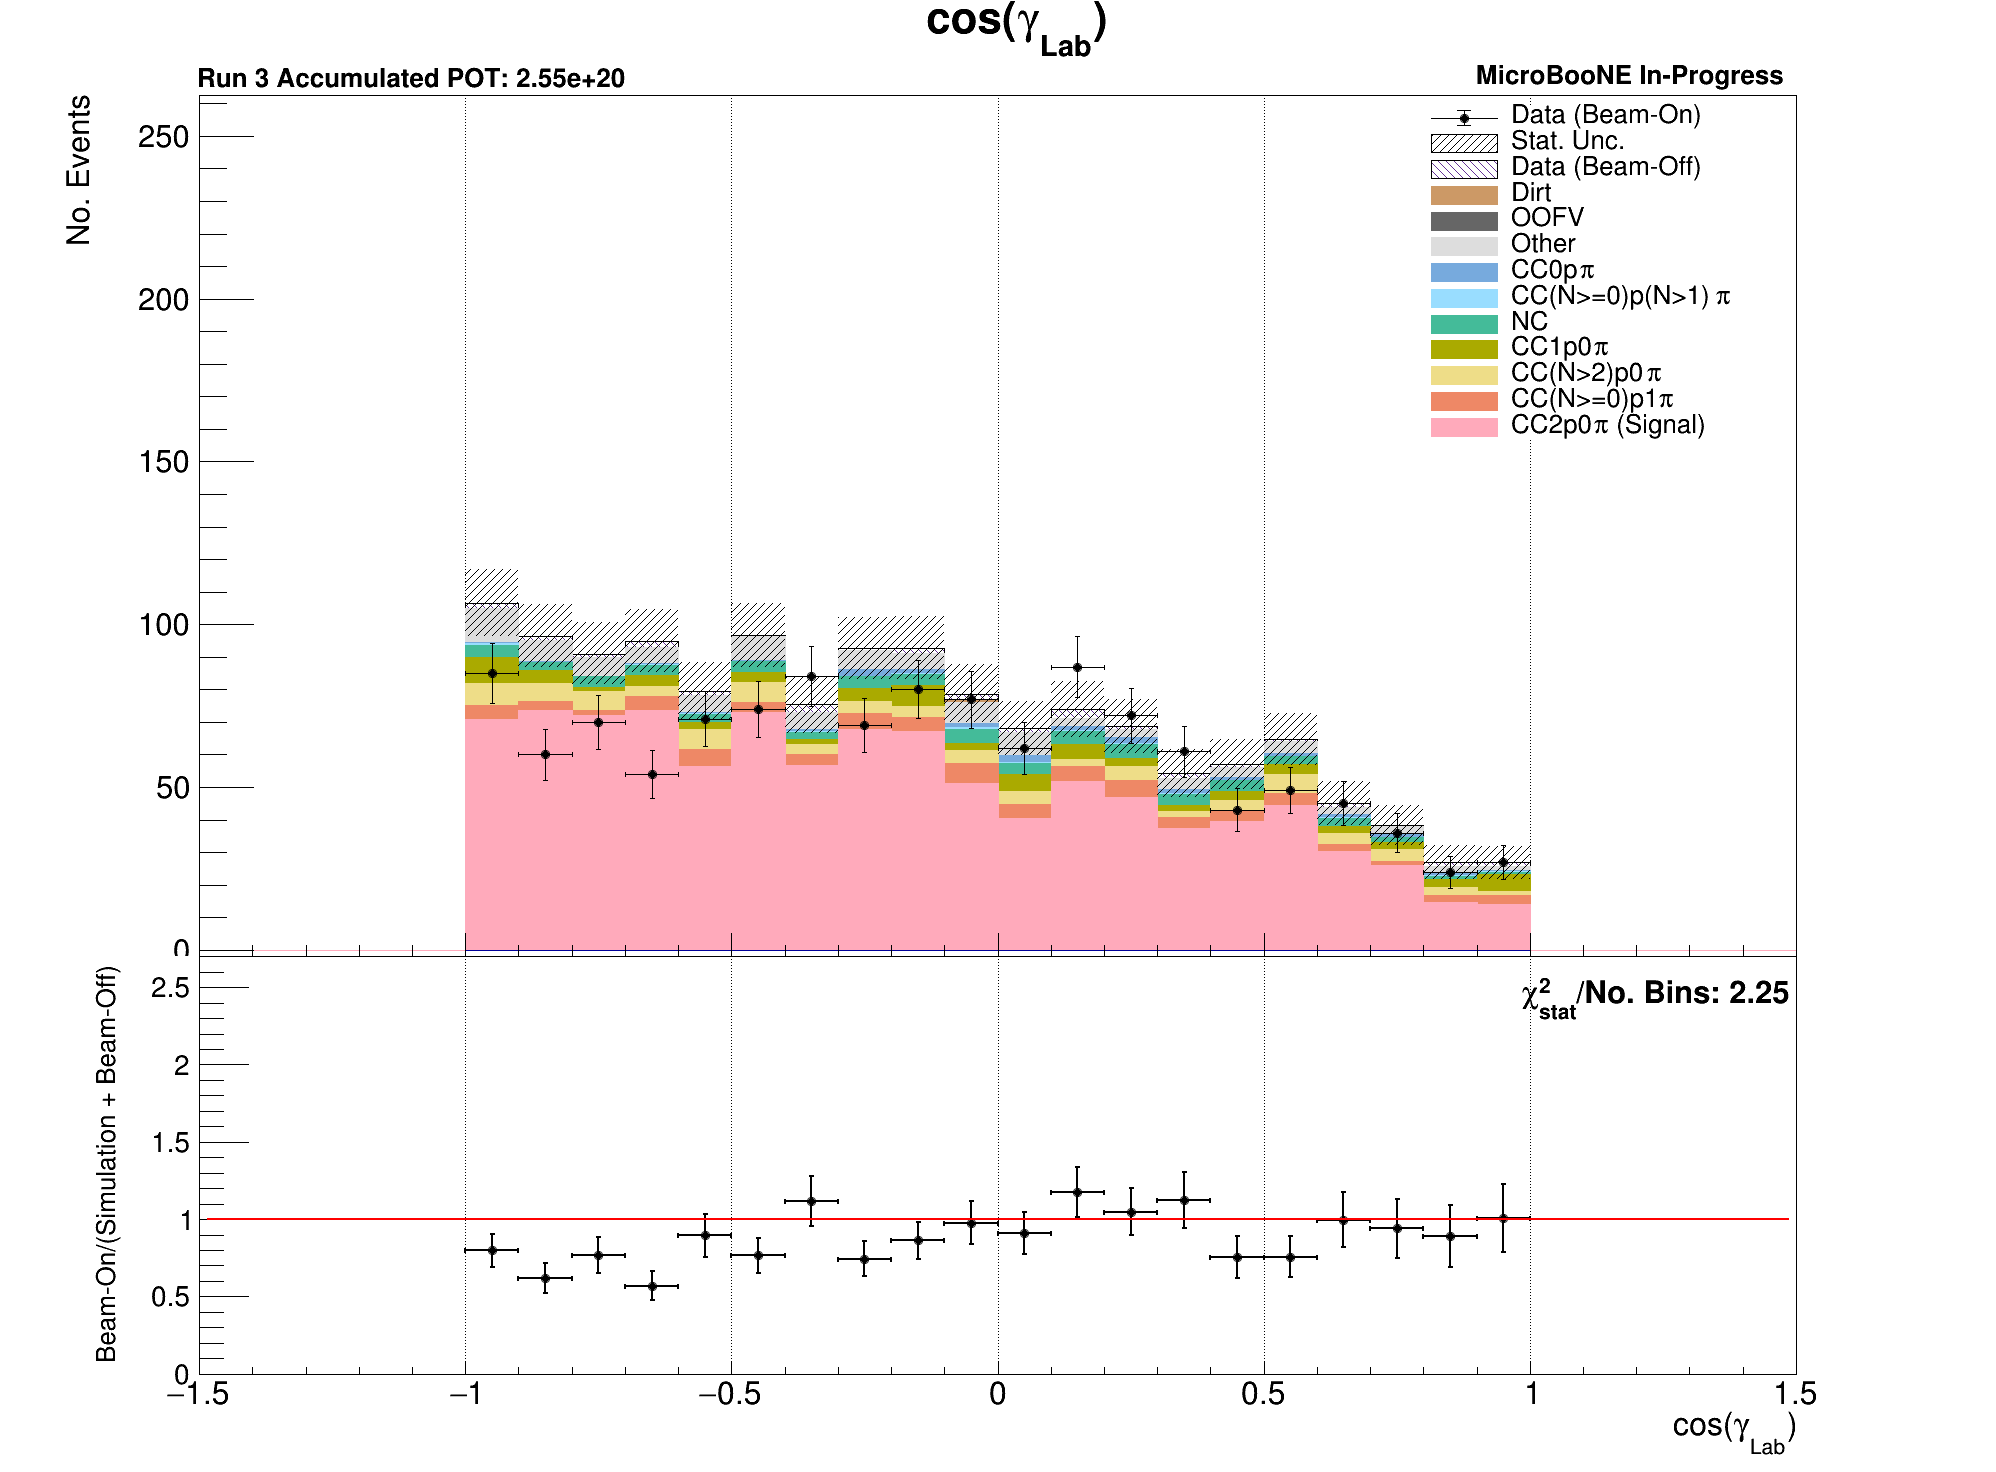 cos(γ_Lab)
Run 3 Accumulated POT: 2.55e+20
MicroBooNE In-Progress
No. Events
250
200
150
100
50
0
Data (Beam-On)
Stat. Unc.
Data (Beam-Off)
Dirt
OOFV
Other
CC0pπ
CC(N>=0)p(N>1) π
NC
CC1p0π
CC(N>2)p0π
CC(N>=0)p1π
CC2p0π (Signal)
Beam-On/(Simulation + Beam-Off)
2.5
2
1.5
1
0.5
0
χ²_stat/No. Bins: 2.25
−1.5 −1 −0.5 0 0.5 1 1.5
cos(γ_Lab)